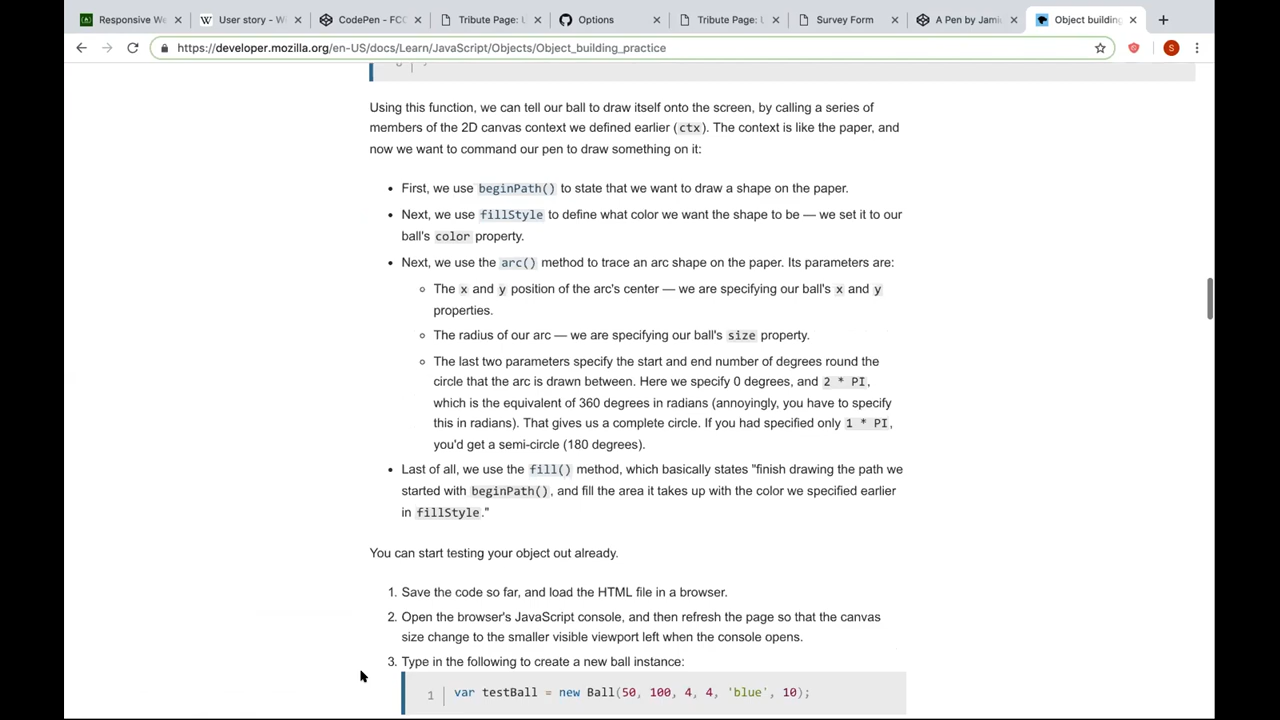 Responsive We
User story - Wi
CodePen - FCC
Tribute Page: U
Options
Tribute Page: U
Survey Form
A Pen by Jami
Object building
https://developer.mozilla.org/en-US/docs/Learn/JavaScript/Objects/Object_building_practice
S
Using this function, we can tell our ball to draw itself onto the screen, by calling a series of
members of the 2D canvas context we defined earlier (ctx). The context is like the paper, and
now we want to command our pen to draw something on it:
• First, we use beginPath() to state that we want to draw a shape on the paper.
• Next, we use fillStyle to define what color we want the shape to be — we set it to our
ball's color property.
• Next, we use the arc() method to trace an arc shape on the paper. Its parameters are:
◦ The x and y position of the arc's center — we are specifying our ball's x and y
properties.
◦ The radius of our arc — we are specifying our ball's size property.
◦ The last two parameters specify the start and end number of degrees round the
circle that the arc is drawn between. Here we specify 0 degrees, and 2 * PI,
which is the equivalent of 360 degrees in radians (annoyingly, you have to specify
this in radians). That gives us a complete circle. If you had specified only 1 * PI,
you'd get a semi-circle (180 degrees).
• Last of all, we use the fill() method, which basically states "finish drawing the path we
started with beginPath(), and fill the area it takes up with the color we specified earlier
in fillStyle."
You can start testing your object out already.
1. Save the code so far, and load the HTML file in a browser.
2. Open the browser's JavaScript console, and then refresh the page so that the canvas
size change to the smaller visible viewport left when the console opens.
3. Type in the following to create a new ball instance:
1 var testBall = new Ball(50, 100, 4, 4, 'blue', 10);